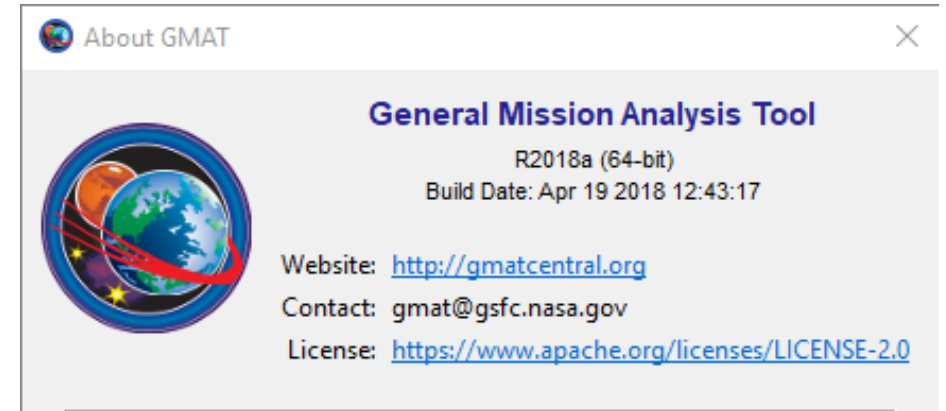 About GMAT
General Mission Analysis Tool
R2018a (64-bit)
Build Date: Apr 19 2018 12:43:17
Website: http://gmatcentral.org
Contact: gmat@gsfc.nasa.gov
License: https://www.apache.org/licenses/LICENSE-2.0